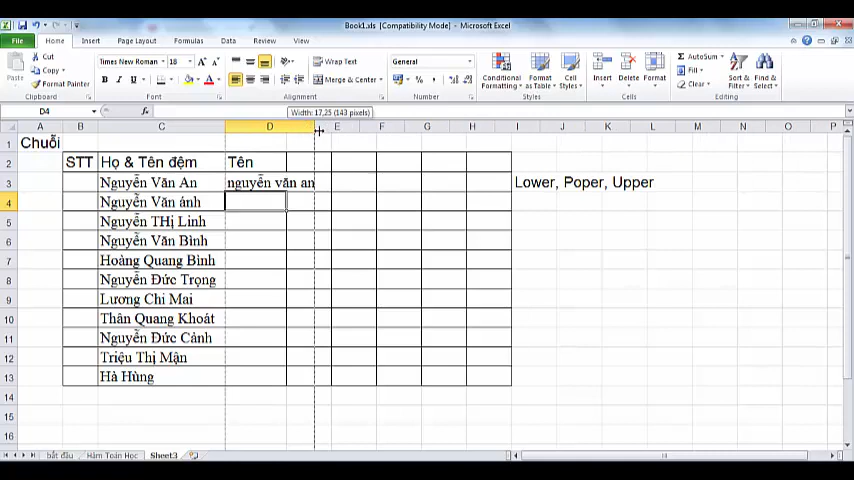 Book1.xls [Compatibility Mode] - Microsoft Excel
File Home Insert Page Layout Formulas Data Review View
Paste
Cut
Copy
Format Painter
Clipboard
Times New Roman 18
B I U
Font
Wrap Text
Merge & Center
Alignment
General
Number
Conditional Formatting
Format as Table
Cell Styles
Styles
Insert Delete Format
Cells
AutoSum
Fill
Clear
Sort & Filter
Find & Select
Editing
D4 fx
Width: 17,25 (143 pixels)
A B C D E F G H I J K L M N O P
1 Chuỗi
2 STT Họ & Tên đệm Tên
3 Nguyễn Văn An nguyễn văn an Lower, Poper, Upper
4 Nguyễn Văn ảnh
5 Nguyễn THị Linh
6 Nguyễn Văn Bình
7 Hoàng Quang Bình
8 Nguyễn Đức Trọng
9 Lương Chi Mai
10 Thân Quang Khoát
11 Nguyễn Đức Cảnh
12 Triệu Thị Mận
13 Hà Hùng
14
15
16
bắt đầu Hàm Toán Học Sheet3